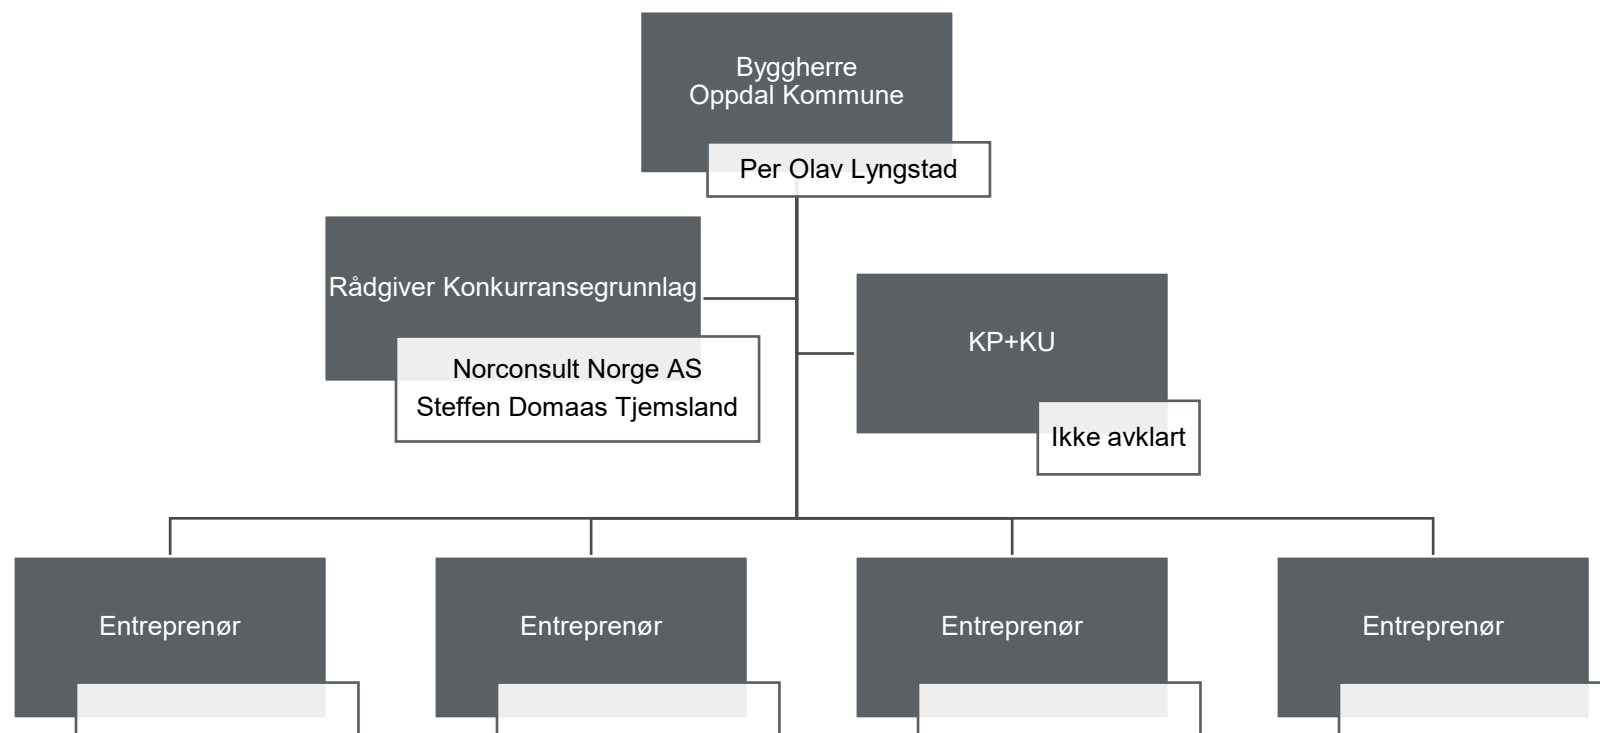 Byggherre
Oppdal Kommune
Per Olav Lyngstad
Rådgiver Konkurransegrunnlag
Norconsult Norge AS
Steffen Domaas Tjemsland
KP+KU
Ikke avklart
Entreprenør
Entreprenør
Entreprenør
Entreprenør